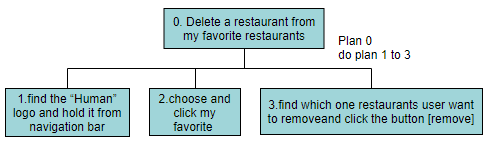 0. Delete a restaurant from
my favorite restaurants
Plan 0
do plan 1 to 3
1.find the “Human”
logo and hold it from
navigation bar
2.choose and
click my
favorite
3.find which one restaurants user want
to removeand click the button [remove]